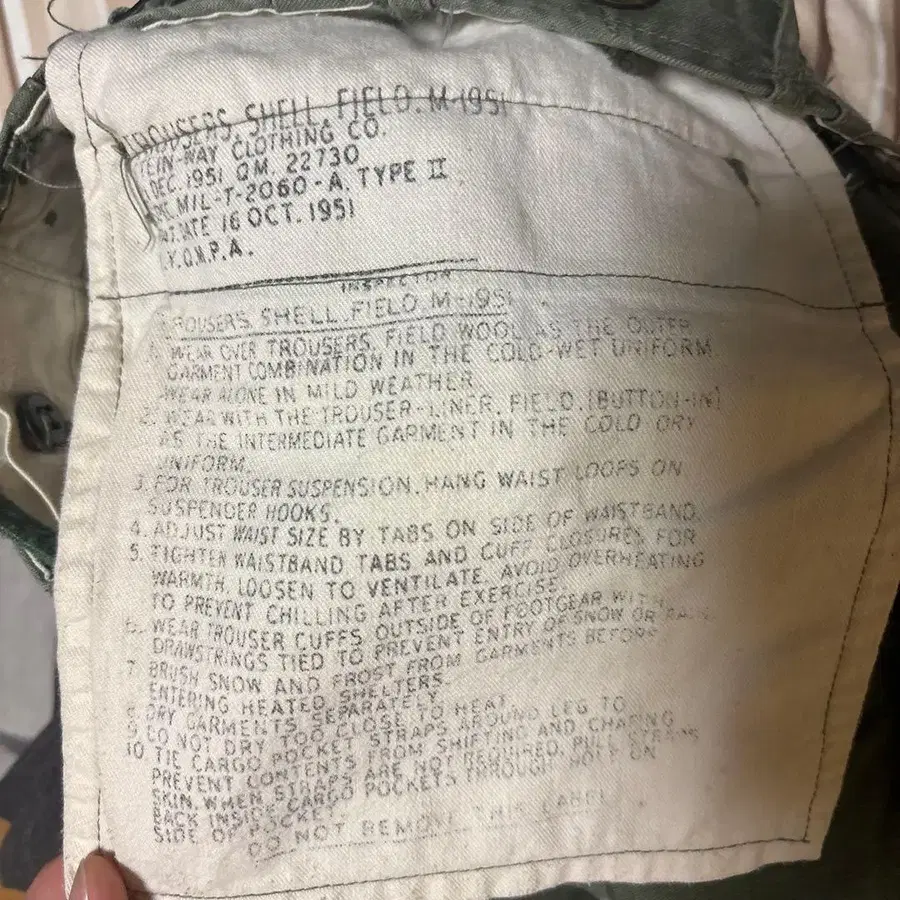 TROUSERS, SHELL, FIELD, M-1951
TEIN-WAY CLOTHING CO.
DEC. 1951 QM. 22730
MIL-T-2060-A, TYPE II
DATE 16 OCT. 1951
.Y.Q.M.P.A.
INSPECTOR
TROUSERS SHELL FIELD M-1951
1. WEAR OVER TROUSERS, FIELD WOOL AS THE OUTER
GARMENT COMBINATION IN THE COLD-WET UNIFORM.
WEAR ALONE IN MILD WEATHER
2. WEAR WITH THE TROUSER-LINER, FIELD, (BUTTON-IN)
AS THE INTERMEDIATE GARMENT IN THE COLD DRY
UNIFORM.
3. FOR TROUSER SUSPENSION, HANG WAIST LOOPS ON
SUSPENDER HOOKS.
4. ADJUST WAIST SIZE BY TABS ON SIDE OF WAISTBAND.
5. TIGHTEN WAISTBAND TABS AND CUFF CLOSURES FOR
WARMTH, LOOSEN TO VENTILATE. AVOID OVERHEATING
TO PREVENT CHILLING AFTER EXERCISE.
6. WEAR TROUSER CUFFS OUTSIDE OF FOOTGEAR WITH
DRAWSTRINGS TIED TO PREVENT ENTRY OF SNOW OR RAIN.
7. BRUSH SNOW AND FROST FROM GARMENTS BEFORE
ENTERING HEATED SHELTERS.
8. DRY GARMENTS SEPARATELY.
9. DO NOT DRY TOO CLOSE TO HEAT.
10. TIE CARGO POCKET STRAPS AROUND LEG TO
PREVENT CONTENTS FROM SHIFTING AND CHAFING
SKIN. WHEN STRAPS ARE NOT REQUIRED, PULL STRAPS
BACK INSIDE CARGO POCKETS THROUGH HOLE ON
SIDE OF POCKET.
DO NOT REMOVE THIS LABEL